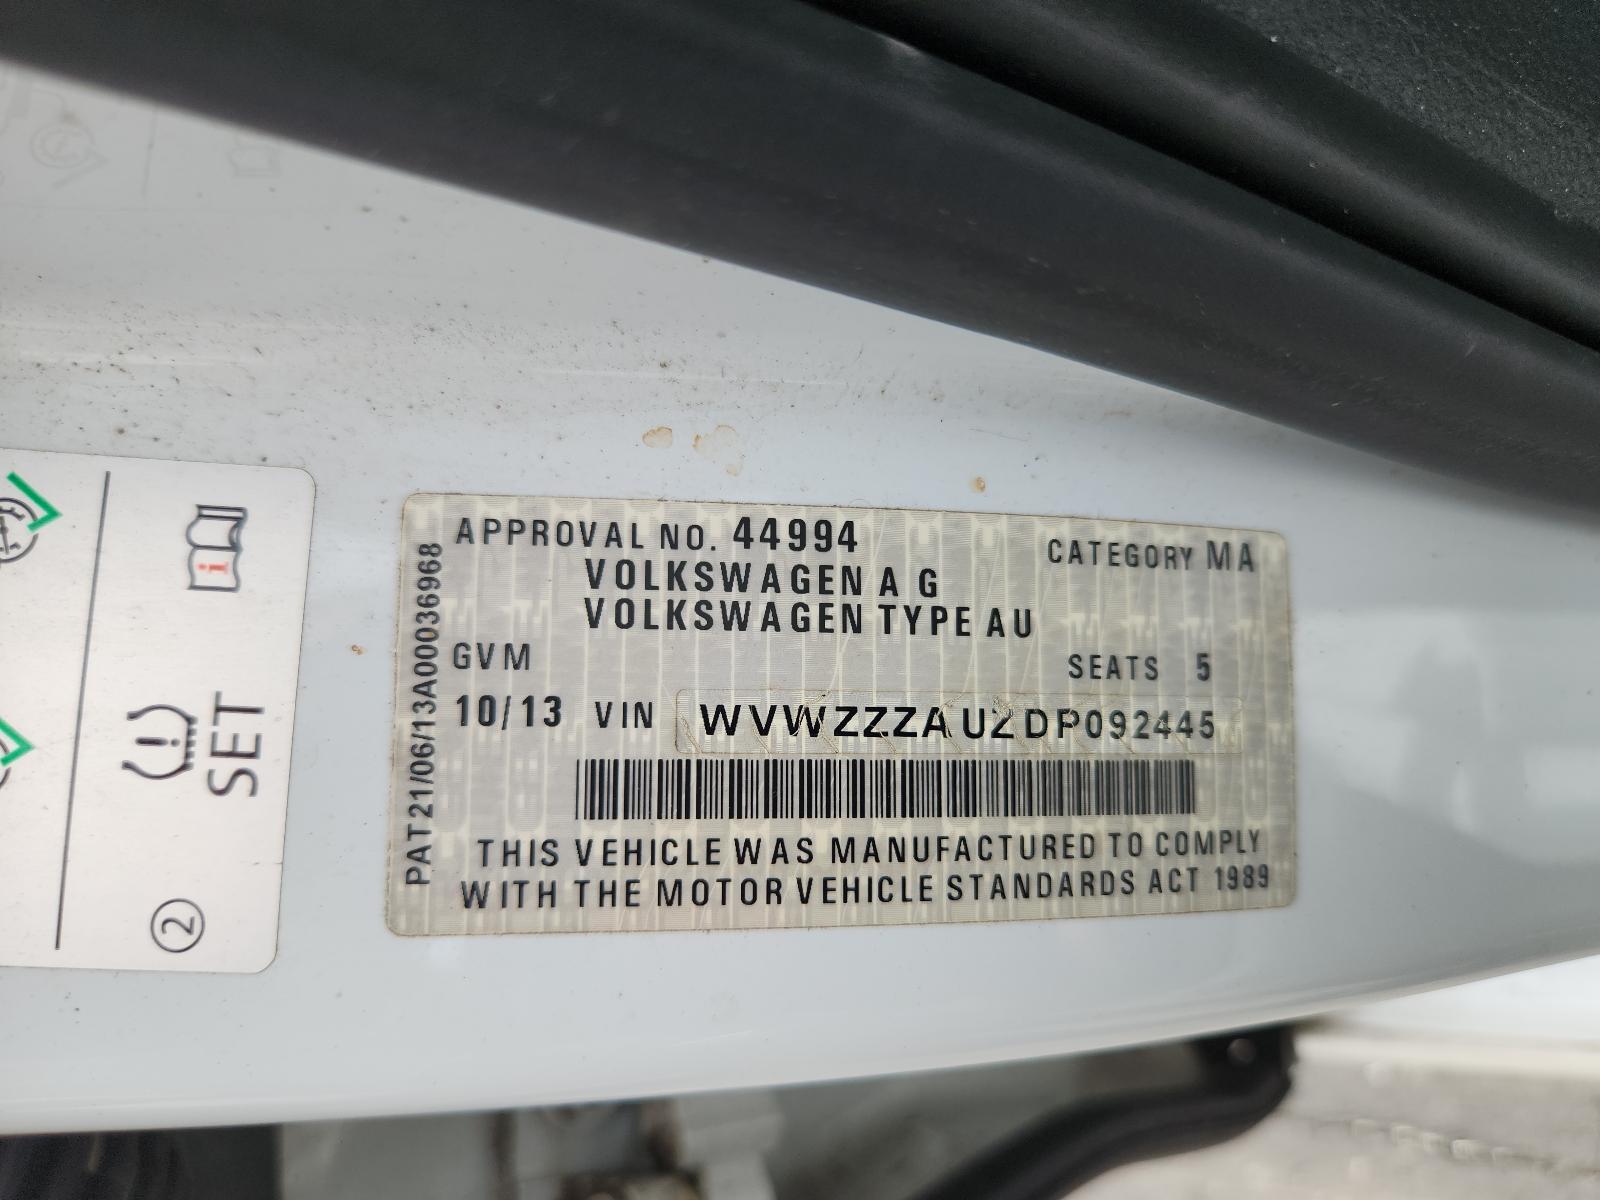 APPROVAL NO. 44994 CATEGORY MA
VOLKSWAGEN A G
VOLKSWAGEN TYPE AU
GVM SEATS 5
10/13 VIN WVWZZZAUZDP092445
THIS VEHICLE WAS MANUFACTURED TO COMPLY
WITH THE MOTOR VEHICLE STANDARDS ACT 1989
PAT21/06/13A00036968
i
SET
2